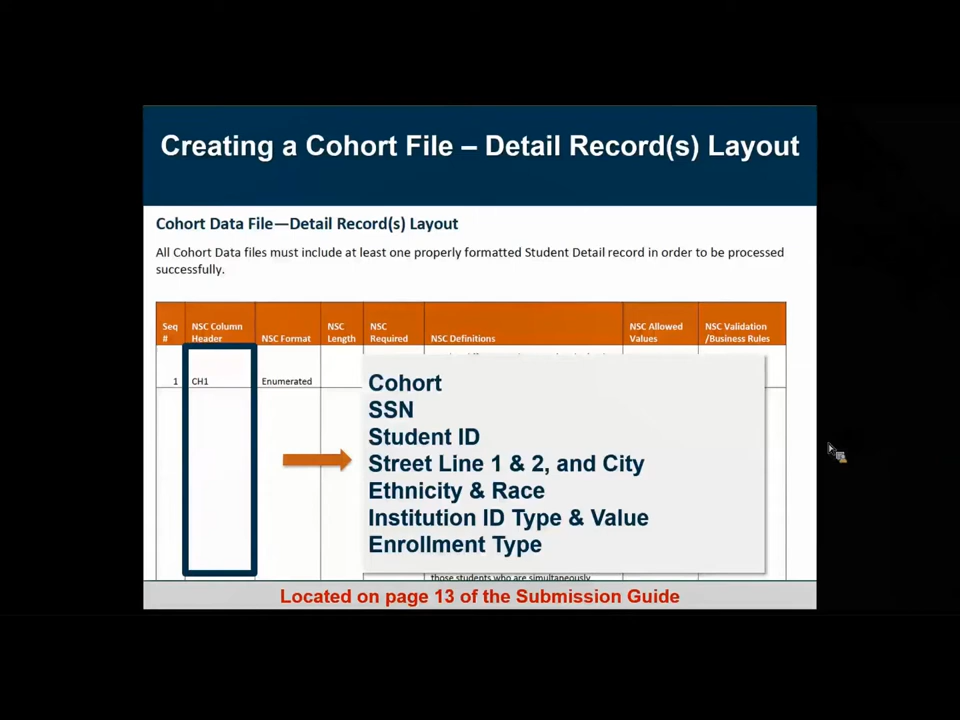 Creating a Cohort File – Detail Record(s) Layout
Cohort Data File—Detail Record(s) Layout
All Cohort Data files must include at least one properly formatted Student Detail record in order to be processed
successfully.
Seq # NSC Column Header NSC Format NSC Length NSC Required NSC Definitions NSC Allowed Values NSC Validation /Business Rules
1 CH1 Enumerated
Cohort
SSN
Student ID
Street Line 1 & 2, and City
Ethnicity & Race
Institution ID Type & Value
Enrollment Type
those students who are simultaneously
Located on page 13 of the Submission Guide